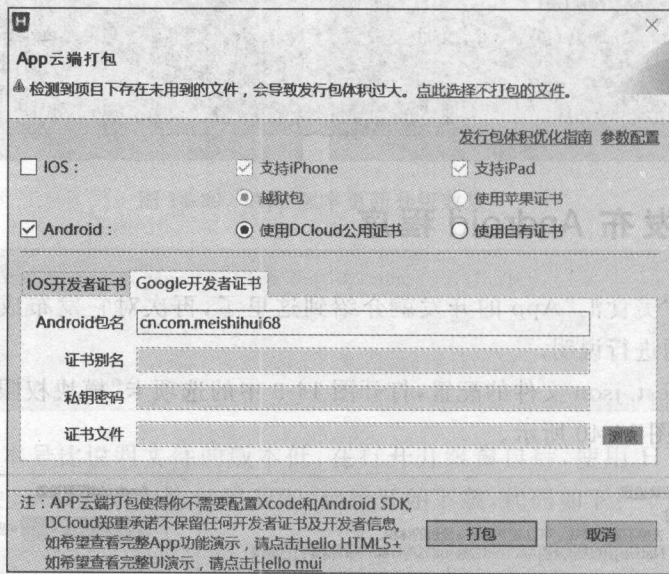 H
App云端打包
检测到项目下存在未用到的文件，会导致发行包体积过大。点此选择不打包的文件。
发行包体积优化指南 参数配置
IOS： 支持iPhone 支持iPad
越狱包 使用苹果证书
Android： 使用DCloud公用证书 使用自有证书
IOS开发者证书 Google开发者证书
Android包名 cn.com.meishihui68
证书别名
私钥密码
证书文件 浏览
注：APP云端打包使得你不需要配置Xcode和Android SDK,
DCloud郑重承诺不保留任何开发者证书及开发者信息,
如希望查看完整App功能演示，请点击Hello HTML5+
如希望查看完整UI演示，请点击Hello mui
打包 取消